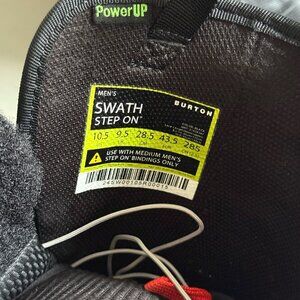 PowerUP
MEN'S
SWATH
STEP ON®
BURTON
10.5 9.5 28.5 43.5 285
USE WITH MEDIUM MEN'S
STEP ON® BINDINGS ONLY